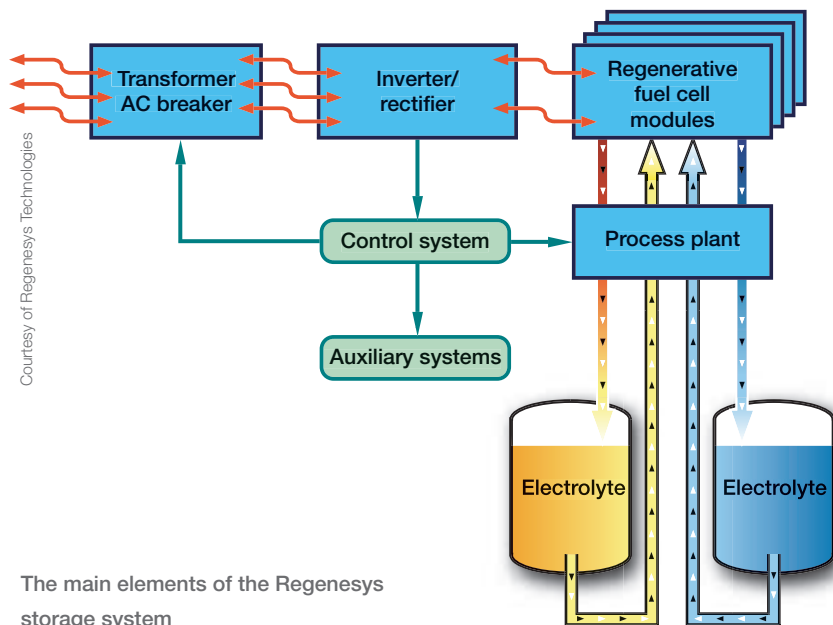 Transformer
AC breaker
Inverter/
rectifier
Regenerative
fuel cell
modules
Courtesy of Regenesys Technologies
Control system
Process plant
Auxiliary systems
Electrolyte
Electrolyte
The main elements of the Regenesys
storage system